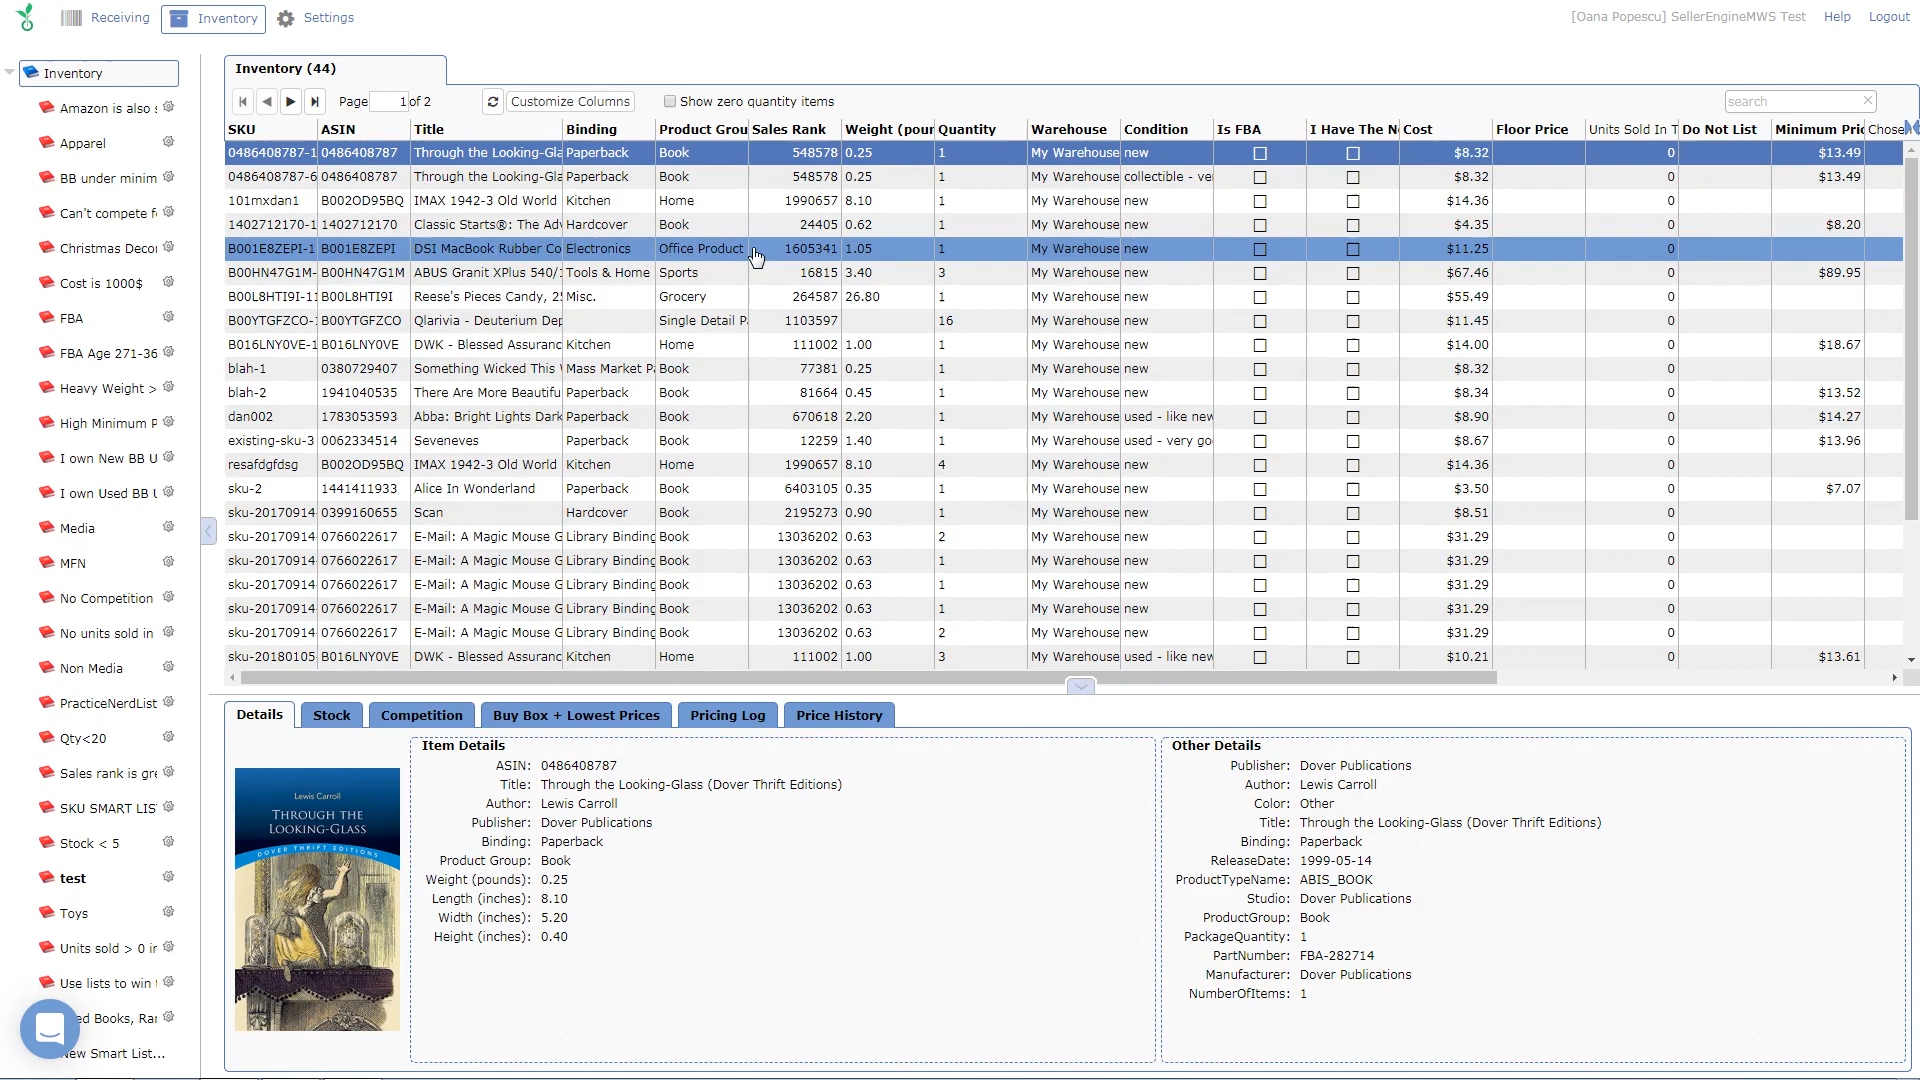 Receiving Inventory Settings [Oana Popescu] SellerEngineMWS Test Help Logout
Inventory
Amazon is also s
Apparel
BB under minim
Can't compete f
Christmas Decor
Cost is 1000$
FBA
FBA Age 271-36
Heavy Weight >
High Minimum P
I own New BB U
I own Used BB U
Media
MFN
No Competition
No units sold in
Non Media
PracticeNerdList
Qty<20
Sales rank is gre
SKU SMART LIS
Stock < 5
test
Toys
Units sold > 0 in
Use lists to win
ed Books, Ran
New Smart List...
Inventory (44)
Page 1 of 2 Customize Columns Show zero quantity items search
SKU ASIN Title Binding Product Grou Sales Rank Weight (pour Quantity Warehouse Condition Is FBA I Have The N Cost Floor Price Units Sold In T Do Not List Minimum Pric Chose
0486408787-1 0486408787 Through the Looking-Gla Paperback Book 548578 0.25 1 My Warehouse new $8.32 0 $13.49
0486408787-6 0486408787 Through the Looking-Gla Paperback Book 548578 0.25 1 My Warehouse collectible - ve $8.32 0 $13.49
101mxdan1 B002OD95BQ IMAX 1942-3 Old World Kitchen Home 1990657 8.10 1 My Warehouse new $14.36 0
1402712170-1 1402712170 Classic Starts®: The Adv Hardcover Book 24405 0.62 1 My Warehouse new $4.35 0 $8.20
B001E8ZEPI-1 B001E8ZEPI DSI MacBook Rubber Co Electronics Office Product 1605341 1.05 1 My Warehouse new $11.25 0
B00HN47G1M- B00HN47G1M ABUS Granit XPlus 540/1 Tools & Home Sports 16815 3.40 3 My Warehouse new $67.46 0 $89.95
B00L8HTI9I-11 B00L8HTI9I Reese's Pieces Candy, 25 Misc. Grocery 264587 26.80 1 My Warehouse new $55.49 0
B00YTGFZCO- B00YTGFZCO Qlarivia - Deuterium Dep Single Detail P 1103597 16 My Warehouse new $11.45 0
B016LNY0VE-1 B016LNY0VE DWK - Blessed Assuranc Kitchen Home 111002 1.00 1 My Warehouse new $14.00 0 $18.67
blah-1 0380729407 Something Wicked This Mass Market P Book 77381 0.25 1 My Warehouse new $8.32 0
blah-2 1941040535 There Are More Beautifu Paperback Book 81664 0.45 1 My Warehouse new $8.34 0 $13.52
dan002 1783053593 Abba: Bright Lights Dark Paperback Book 670618 2.20 1 My Warehouse used - like new $8.90 0 $14.27
existing-sku-3 0062334514 Seveneves Paperback Book 12259 1.40 1 My Warehouse used - very go $8.67 0 $13.96
resafdgfdsg B002OD95BQ IMAX 1942-3 Old World Kitchen Home 1990657 8.10 4 My Warehouse new $14.36 0
sku-2 1441411933 Alice In Wonderland Paperback Book 6403105 0.35 1 My Warehouse new $3.50 0 $7.07
sku-20170914 0399160655 Scan Hardcover Book 2195273 0.90 1 My Warehouse new $8.51 0
sku-20170914 0766022617 E-Mail: A Magic Mouse G Library Binding Book 13036202 0.63 2 My Warehouse new $31.29 0
sku-20170914 0766022617 E-Mail: A Magic Mouse G Library Binding Book 13036202 0.63 1 My Warehouse new $31.29 0
sku-20170914 0766022617 E-Mail: A Magic Mouse G Library Binding Book 13036202 0.63 1 My Warehouse new $31.29 0
sku-20170914 0766022617 E-Mail: A Magic Mouse G Library Binding Book 13036202 0.63 1 My Warehouse new $31.29 0
sku-20170914 0766022617 E-Mail: A Magic Mouse G Library Binding Book 13036202 0.63 2 My Warehouse new $31.29 0
sku-20180105 B016LNY0VE DWK - Blessed Assuranc Kitchen Home 111002 1.00 3 My Warehouse used - like new $10.21 0 $13.61
Details Stock Competition Buy Box + Lowest Prices Pricing Log Price History
Lewis Carroll
THROUGH THE
LOOKING-GLASS
DOVER THRIFT EDITIONS
Item Details
ASIN: 0486408787
Title: Through the Looking-Glass (Dover Thrift Editions)
Author: Lewis Carroll
Publisher: Dover Publications
Binding: Paperback
Product Group: Book
Weight (pounds): 0.25
Length (inches): 8.10
Width (inches): 5.20
Height (inches): 0.40
Other Details
Publisher: Dover Publications
Author: Lewis Carroll
Color: Other
Title: Through the Looking-Glass (Dover Thrift Editions)
Binding: Paperback
ReleaseDate: 1999-05-14
ProductTypeName: ABIS_BOOK
Studio: Dover Publications
ProductGroup: Book
PackageQuantity: 1
PartNumber: FBA-282714
Manufacturer: Dover Publications
NumberOfItems: 1